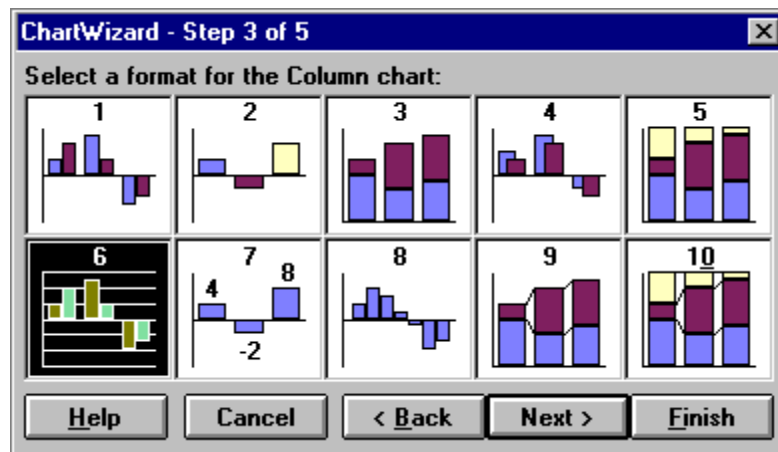 ChartWizard - Step 3 of 5
Select a format for the Column chart:
1 2 3 4 5
6 7 8 9 10
4 8
-2
Help Cancel < Back Next > Finish